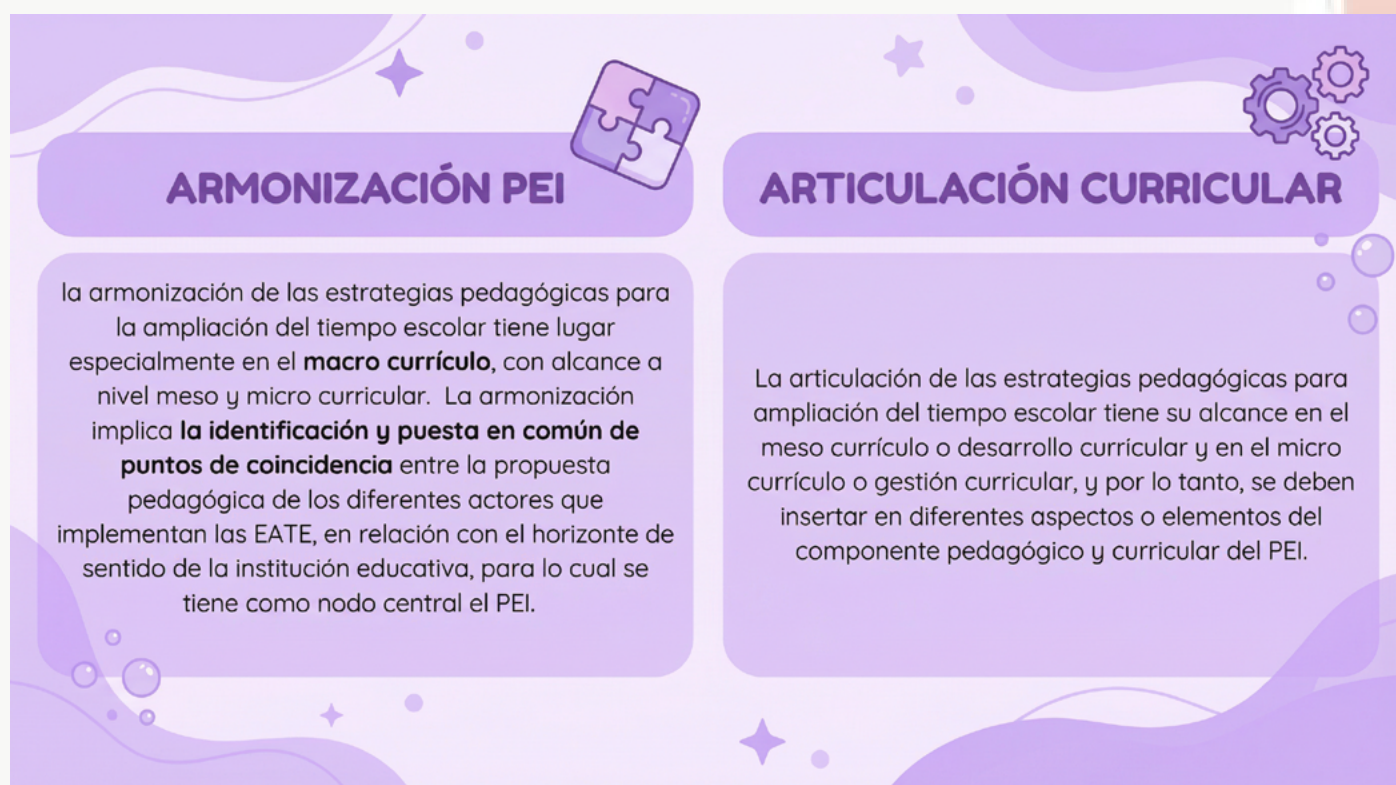 ARMONIZACIÓN PEI
la armonización de las estrategias pedagógicas para
la ampliación del tiempo escolar tiene lugar
especialmente en el macro currículo, con alcance a
nivel meso y micro curricular.  La armonización
implica la identificación y puesta en común de
puntos de coincidencia entre la propuesta
pedagógica de los diferentes actores que
implementan las EATE, en relación con el horizonte de
sentido de la institución educativa, para lo cual se
tiene como nodo central el PEI.
ARTICULACIÓN CURRICULAR
La articulación de las estrategias pedagógicas para
ampliación del tiempo escolar tiene su alcance en el
meso currículo o desarrollo curricular y en el micro
currículo o gestión curricular, y por lo tanto, se deben
insertar en diferentes aspectos o elementos del
componente pedagógico y curricular del PEI.